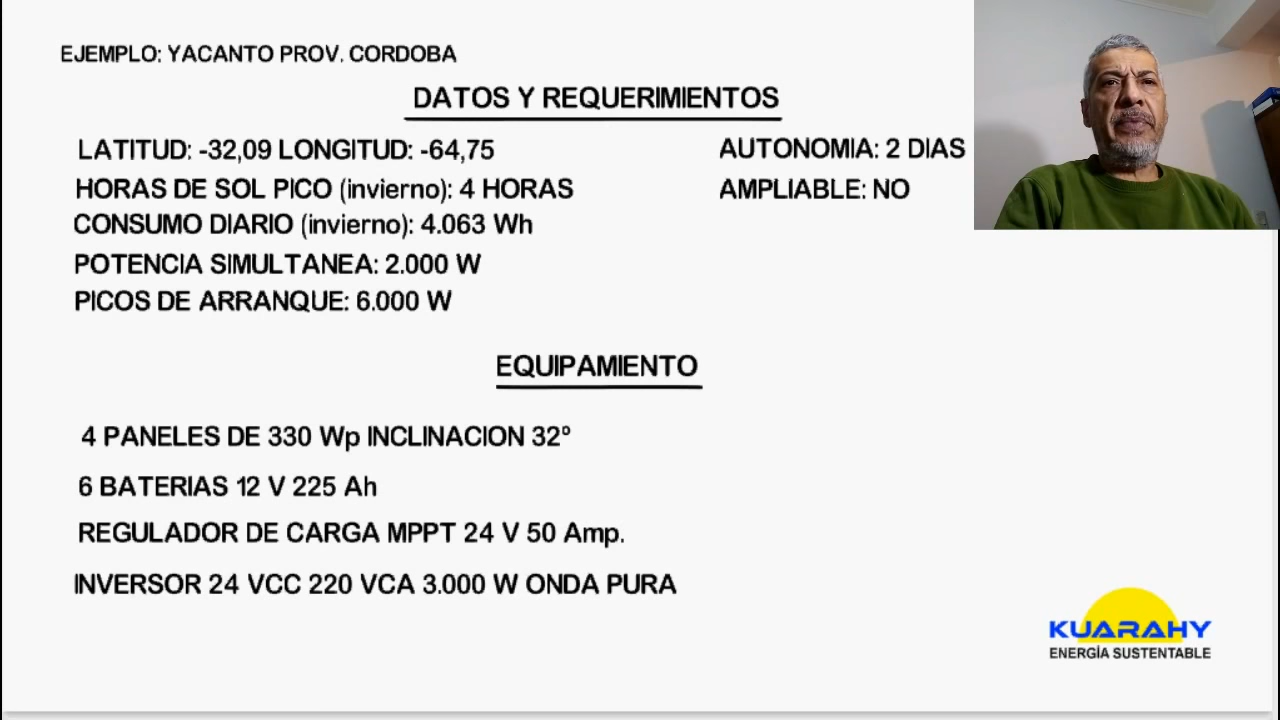 EJEMPLO: YACANTO PROV. CORDOBA
DATOS Y REQUERIMIENTOS
LATITUD: -32,09 LONGITUD: -64,75
AUTONOMIA: 2 DIAS
HORAS DE SOL PICO (invierno): 4 HORAS
AMPLIABLE: NO
CONSUMO DIARIO (invierno): 4.063 Wh
POTENCIA SIMULTANEA: 2.000 W
PICOS DE ARRANQUE: 6.000 W
EQUIPAMIENTO
4 PANELES DE 330 Wp INCLINACION 32º
6 BATERIAS 12 V 225 Ah
REGULADOR DE CARGA MPPT 24 V 50 Amp.
INVERSOR 24 VCC 220 VCA 3.000 W ONDA PURA
KUARAHY
ENERGÍA SUSTENTABLE